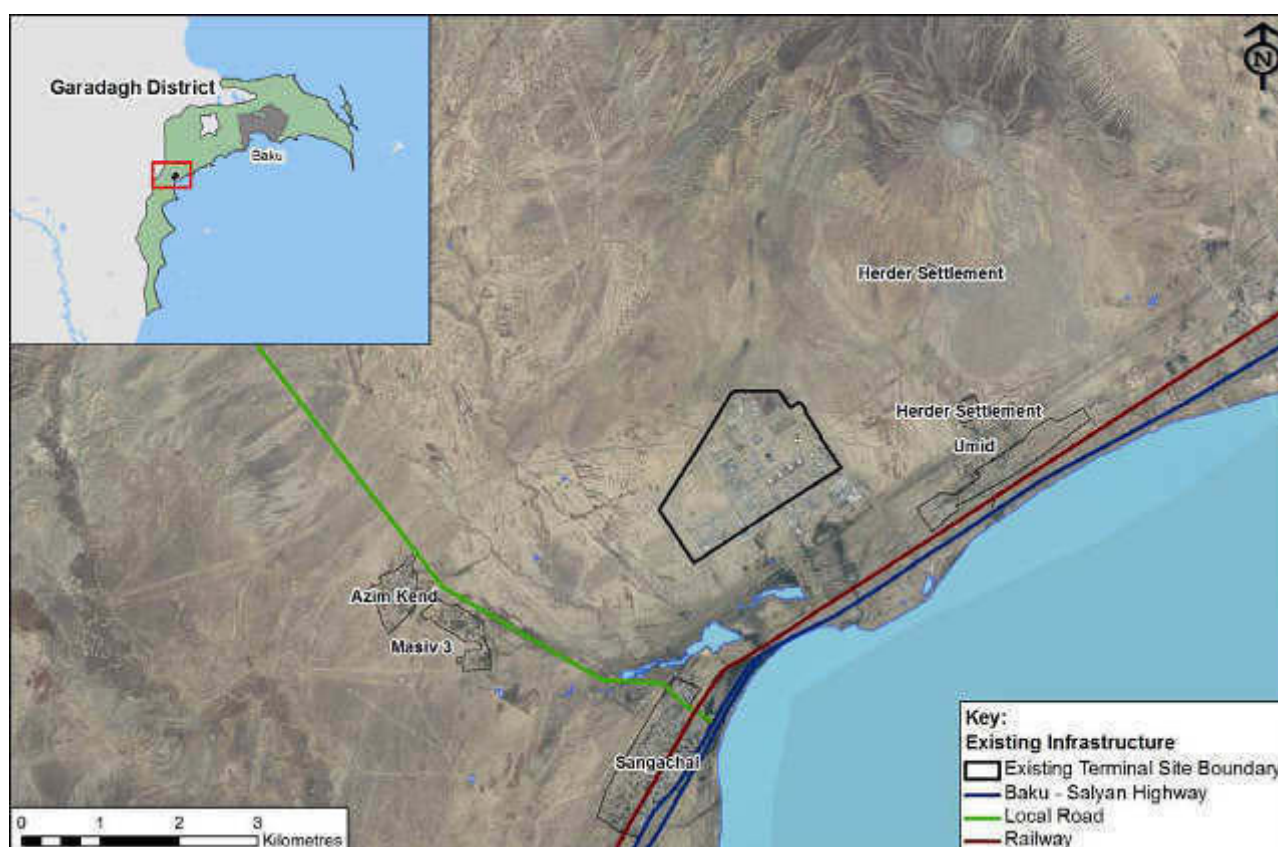 Garadagh District
Baku
N
Herder Settlement
Herder Settlement
Umid
Azim Kend
Masiv 3
Sangachal
0 1 2 3
Kilometres
Key:
Existing Infrastructure
Existing Terminal Site Boundary
Baku - Salyan Highway
Local Road
Railway